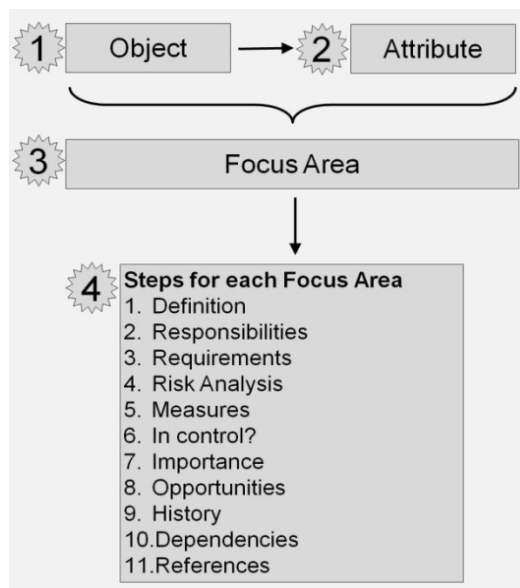 1
Object
2
Attribute
3
Focus Area
4
Steps for each Focus Area
1. Definition
2. Responsibilities
3. Requirements
4. Risk Analysis
5. Measures
6. In control?
7. Importance
8. Opportunities
9. History
10.Dependencies
11.References